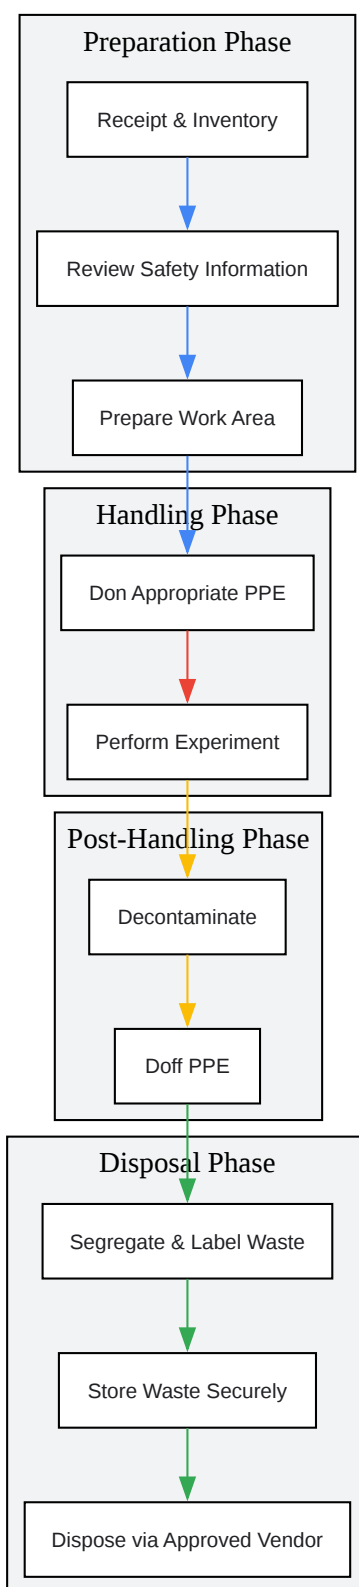 Preparation Phase
Receipt & Inventory
Review Safety Information
Prepare Work Area
Handling Phase
Don Appropriate PPE
Perform Experiment
Post-Handling Phase
Decontaminate
Doff PPE
Disposal Phase
Segregate & Label Waste
Store Waste Securely
Dispose via Approved Vendor